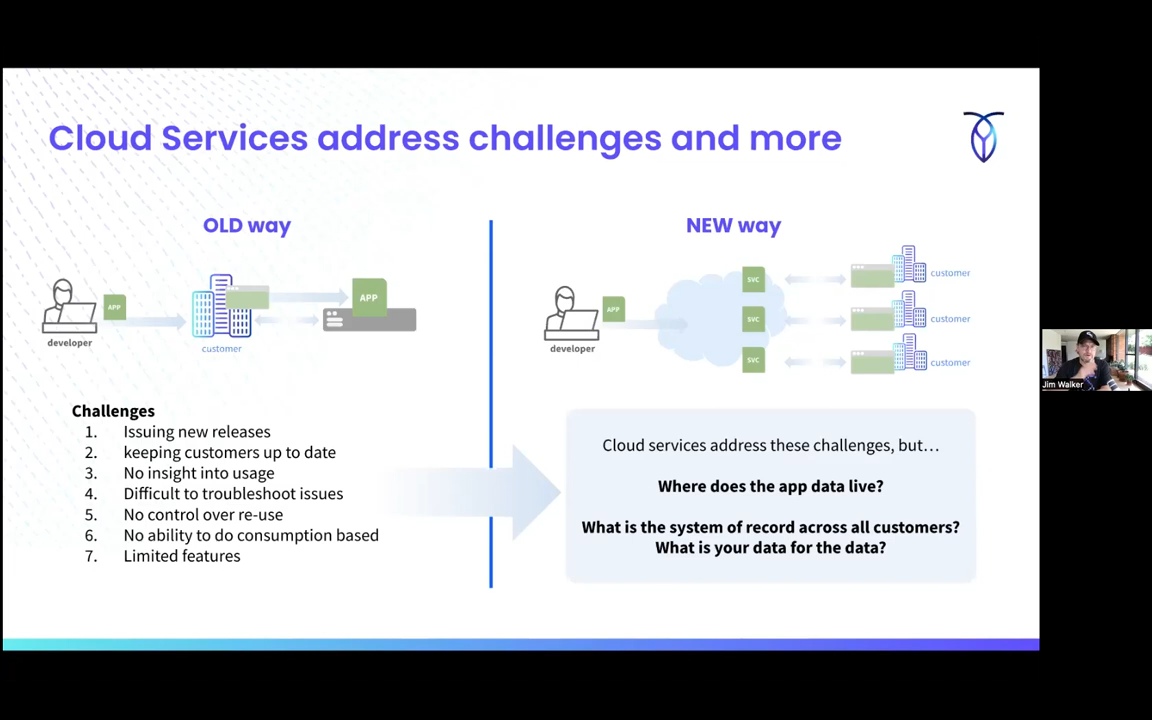 Cloud Services address challenges and more
OLD way
APP
developer
customer
APP
Challenges
1. Issuing new releases
2. keeping customers up to date
3. No insight into usage
4. Difficult to troubleshoot issues
5. No control over re-use
6. No ability to do consumption based
7. Limited features
NEW way
APP
developer
SVC
SVC
SVC
customer
customer
customer
Cloud services address these challenges, but…
Where does the app data live?
What is the system of record across all customers?
What is your data for the data?
Jim Walker